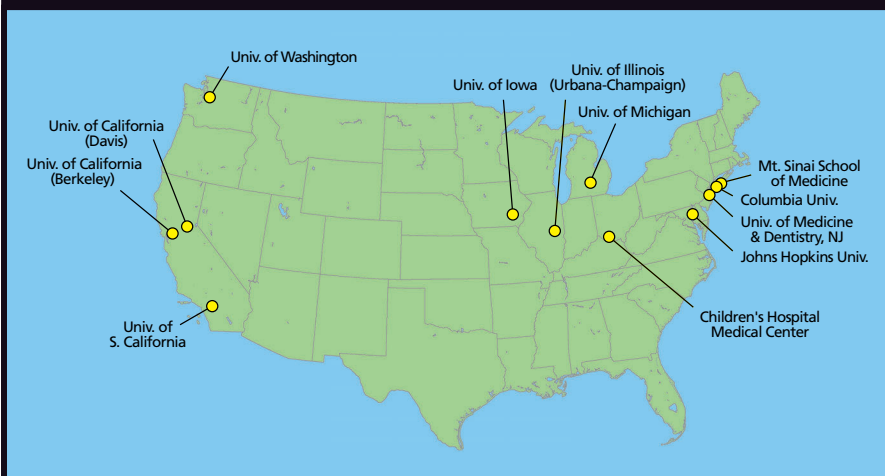 Univ. of Washington
Univ. of Iowa
Univ. of Illinois
(Urbana-Champaign)
Univ. of Michigan
Univ. of California
(Davis)
Univ. of California
(Berkeley)
Mt. Sinai School
of Medicine
Columbia Univ.
Univ. of Medicine
& Dentistry, NJ
Johns Hopkins Univ.
Children's Hospital
Medical Center
Univ. of
S. California